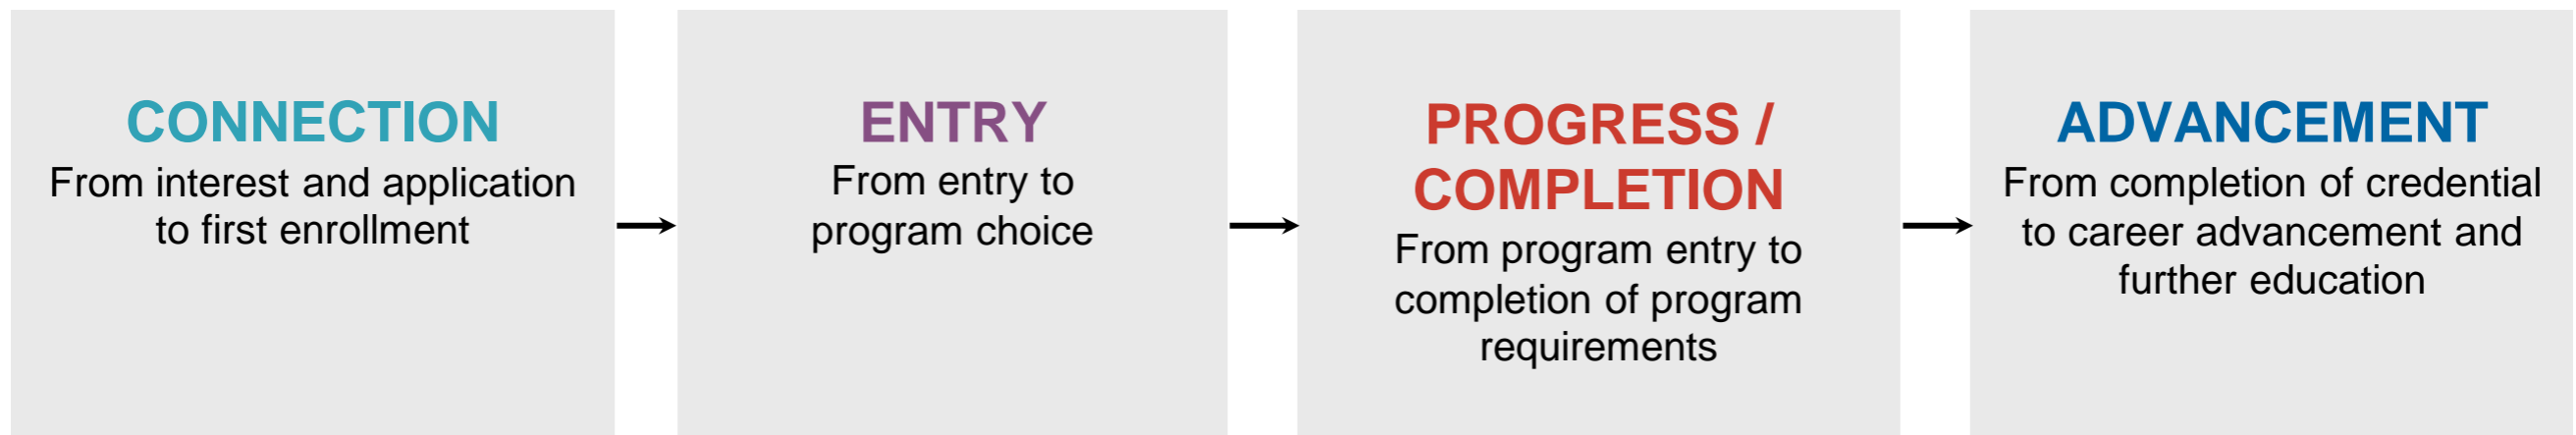 CONNECTION
From interest and application
to first enrollment
ENTRY
From entry to
program choice
PROGRESS /
COMPLETION
From program entry to
completion of program
requirements
ADVANCEMENT
From completion of credential
to career advancement and
further education